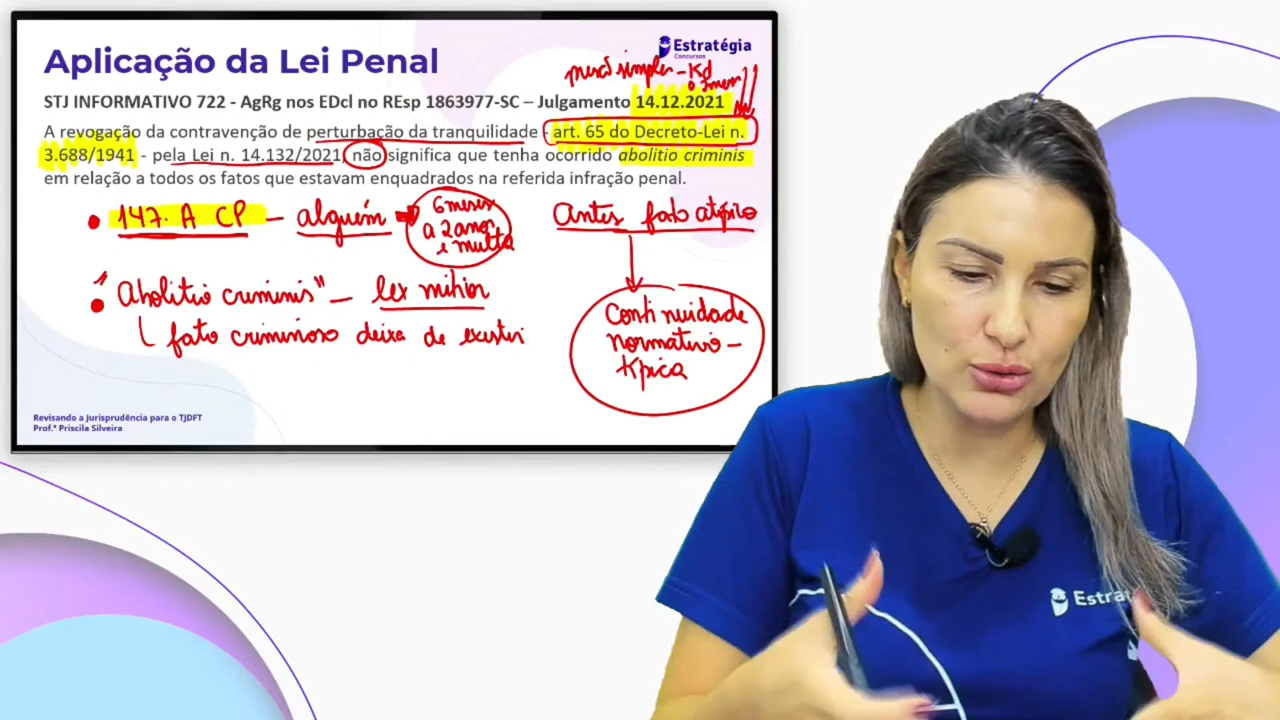 Aplicação da Lei Penal
Estratégia
Concursos
STJ INFORMATIVO 722 - AgRg nos EDcl no REsp 1863977-SC – Julgamento 14.12.2021
A revogação da contravenção de perturbação da tranquilidade - art. 65 do Decreto-Lei n.
3.688/1941 - pela Lei n. 14.132/2021, não significa que tenha ocorrido abolitio criminis
em relação a todos os fatos que estavam enquadrados na referida infração penal.
147. A CP - alguém
6 meses
a 2 anos
e multa
Antes fato atípico
"Abolitio criminis" - lex
fato criminoso deixa de existir
Continuidade
normativo -
típica
Revisando a Jurisprudência para o TJDFT
Prof.ª Priscila Silveira
Estra